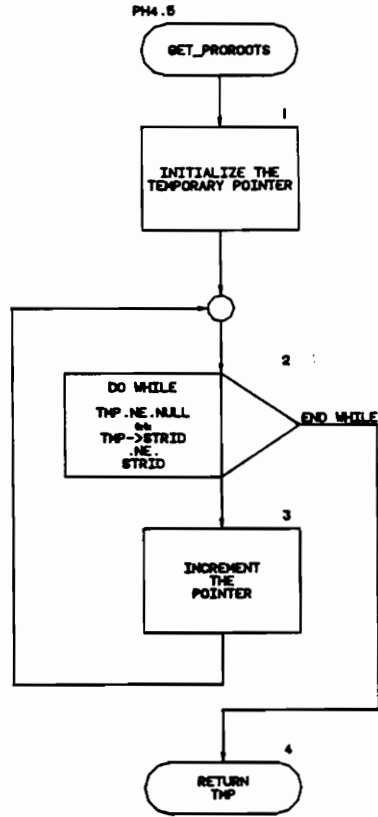 PH4.5
GET_PROROOTS
1
INITIALIZE THE
TEMPORARY POINTER
2
DO WHILE
TMP.NE.NULL
&&
TMP->STRID
.NE.
STRID
END WHILE
3
INCREMENT
THE
POINTER
4
RETURN
TMP